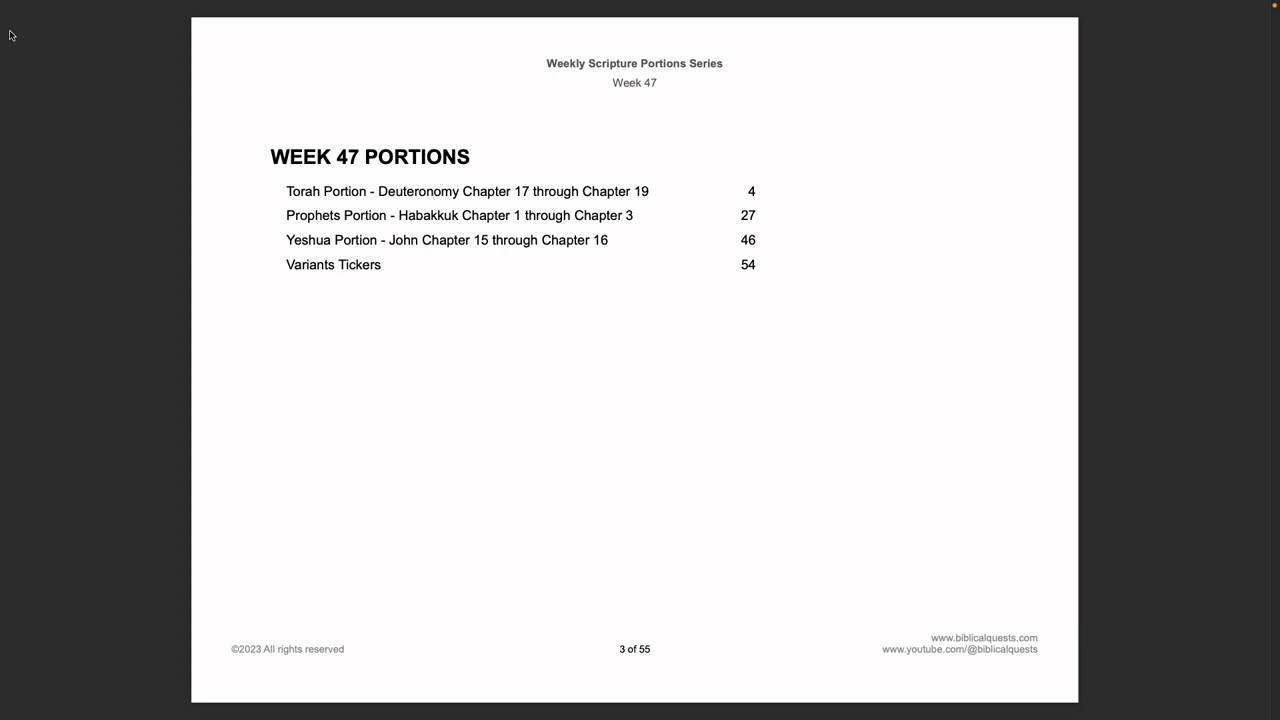 Weekly Scripture Portions Series
Week 47
WEEK 47 PORTIONS
Torah Portion - Deuteronomy Chapter 17 through Chapter 19 4
Prophets Portion - Habakkuk Chapter 1 through Chapter 3 27
Yeshua Portion - John Chapter 15 through Chapter 16 46
Variants Tickers 54
www.biblicalquests.com
©2023 All rights reserved 3 of 55 www.youtube.com/@biblicalquests